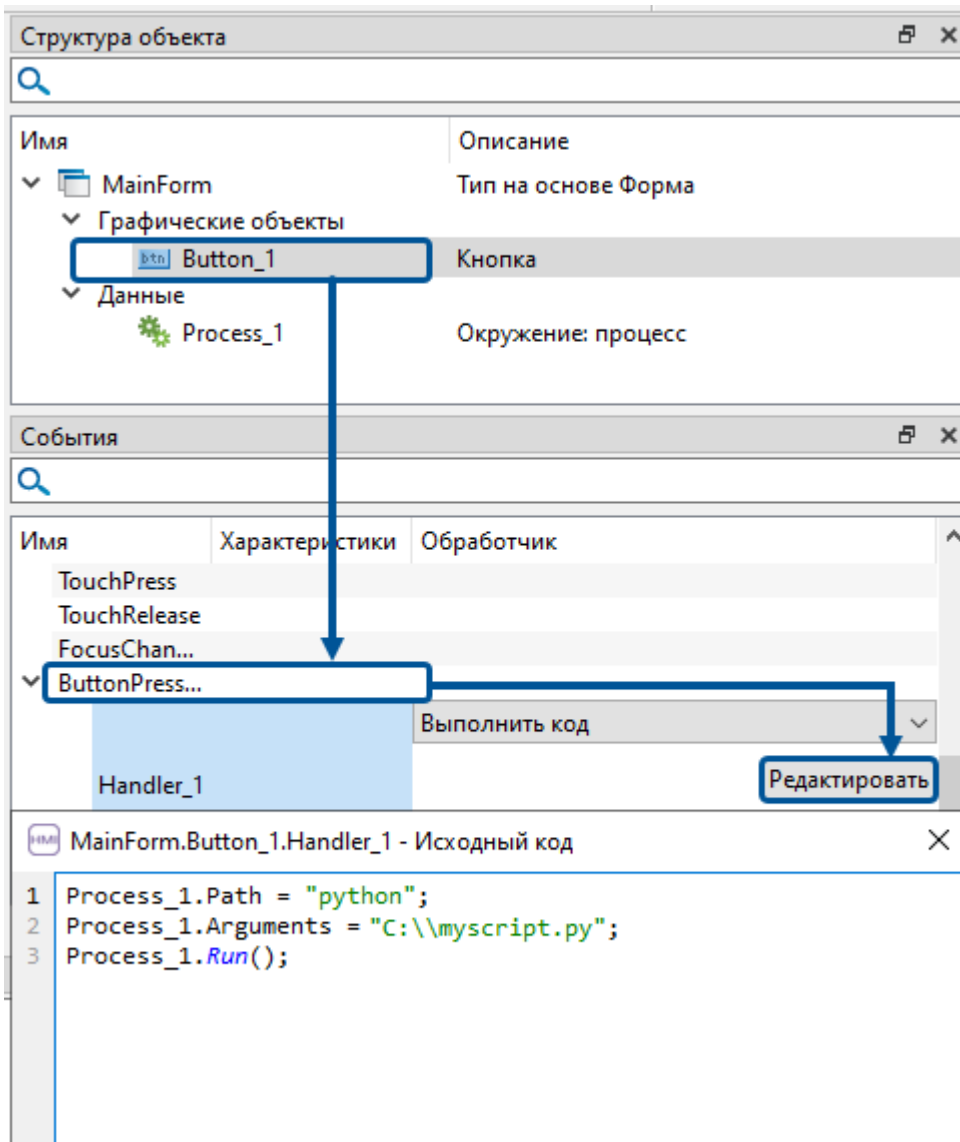 Структура объекта
Имя Описание
MainForm Тип на основе Форма
Графические объекты
btn Button_1 Кнопка
Данные
Process_1 Окружение: процесс
События
Имя Характеристики Обработчик
TouchPress
TouchRelease
FocusChan...
ButtonPress...
Выполнить код
Handler_1 Редактировать
HMI MainForm.Button_1.Handler_1 - Исходный код
1 Process_1.Path = "python";
2 Process_1.Arguments = "C:\\myscript.py";
3 Process_1.Run();